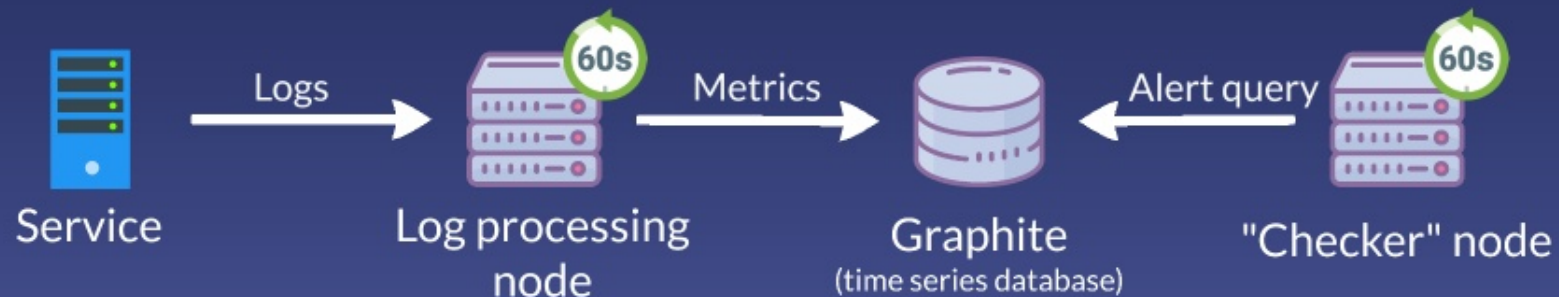 60s
60s
Logs
Metrics
Alert query
Service
Log processing
node
Graphite
(time series database)
"Checker" node